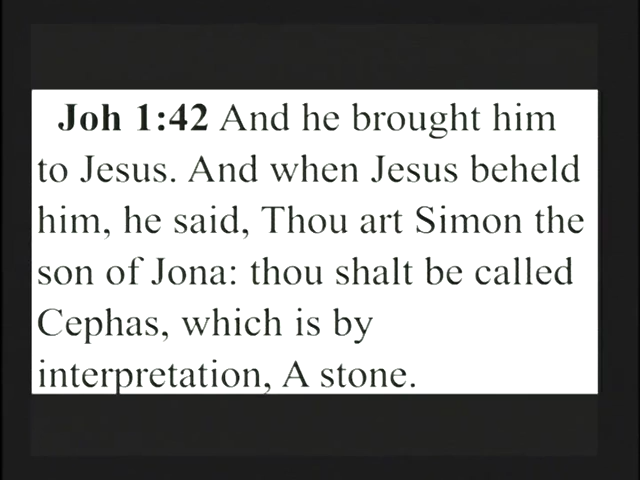 Joh 1:42 And he brought him
to Jesus. And when Jesus beheld
him, he said, Thou art Simon the
son of Jona: thou shalt be called
Cephas, which is by
interpretation, A stone.